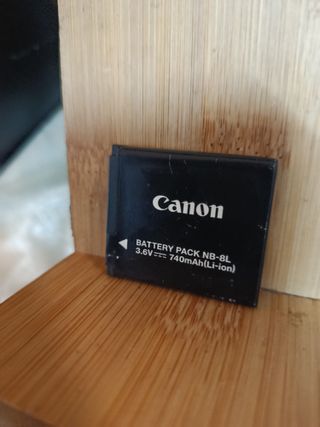 Canon
BATTERY PACK NB-8L
3.6V⎓ 740mAh(Li-ion)